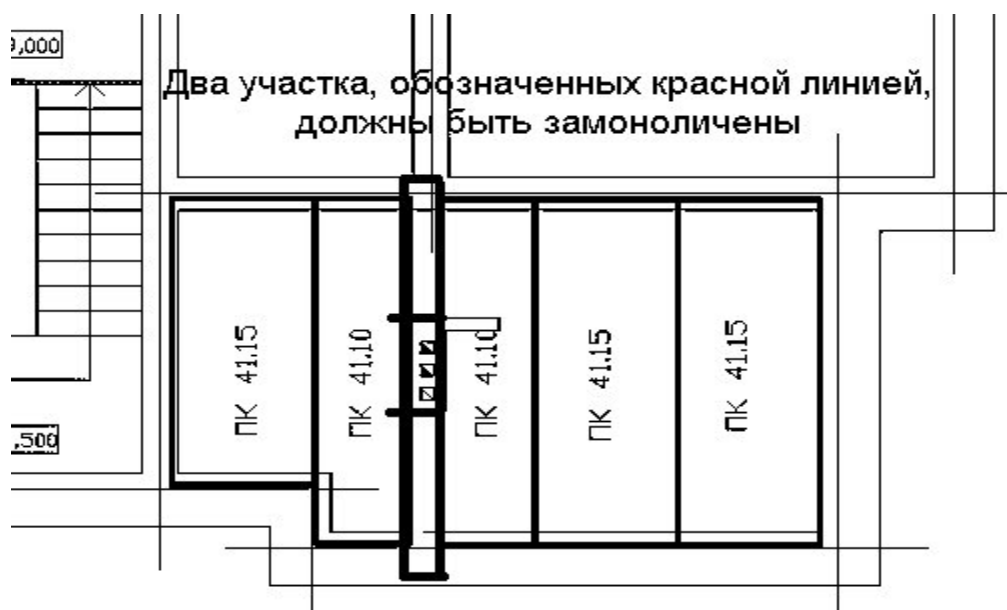 9,000
Два участка, обозначенных красной линией,
должны быть замоноличены
ПК 41.15
ПК 41.10
ПК 41.10
ПК 41.15
ПК 41.15
,500